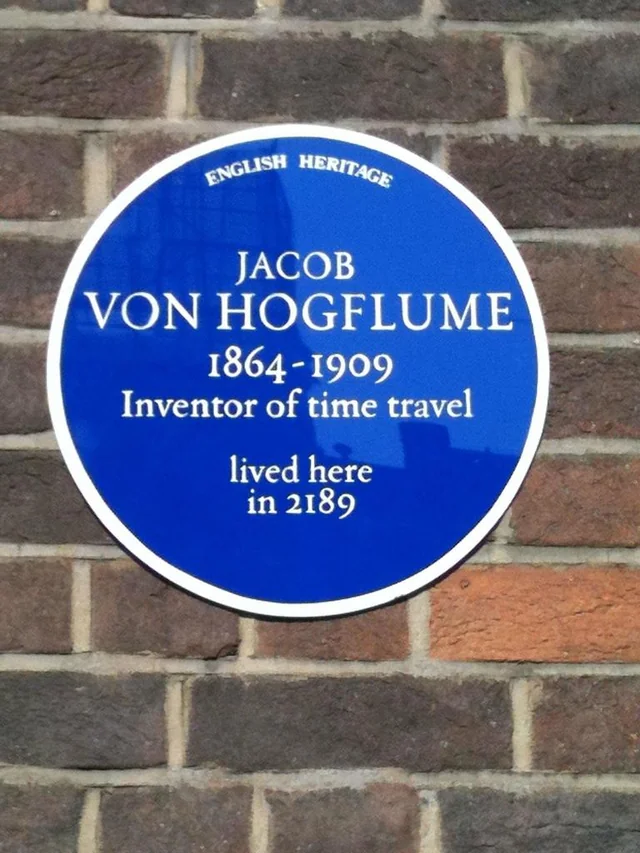 ENGLISH HERITAGE
JACOB
VON HOGFLUME
1864-1909
Inventor of time travel
lived here
in 2189